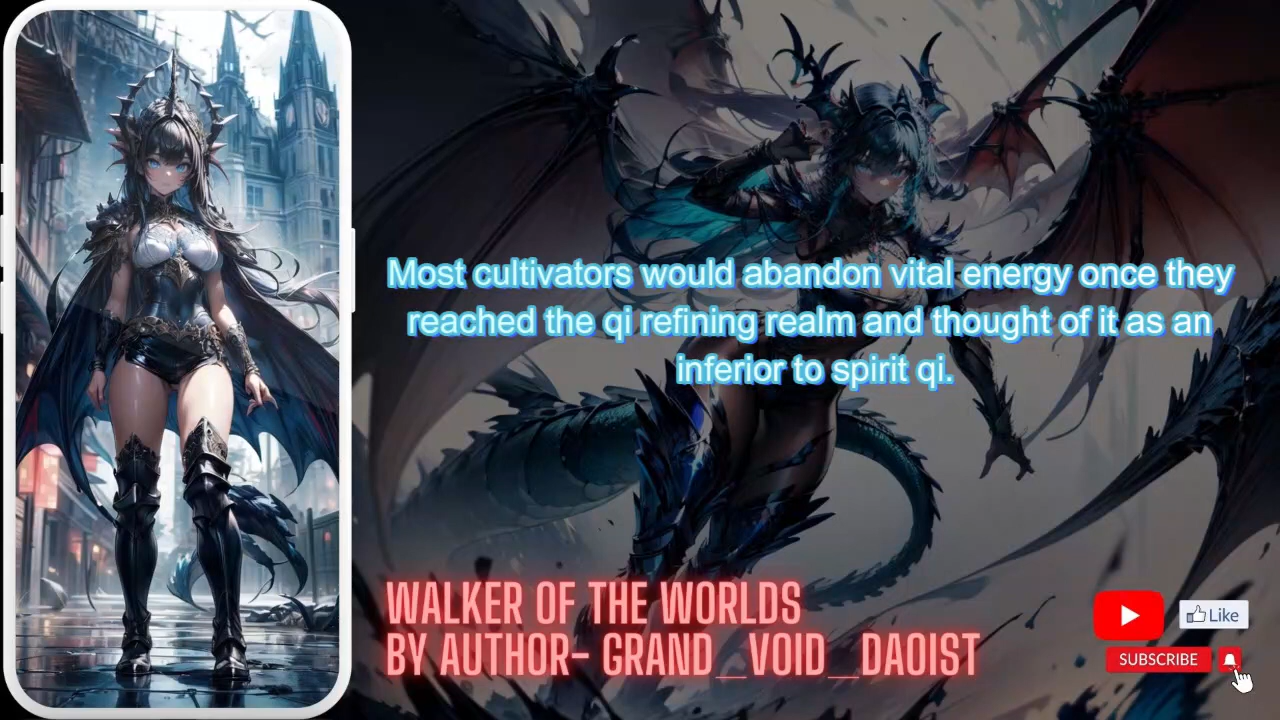 Most cultivators would abandon vital energy once they
reached the qi refining realm and thought of it as an
inferior to spirit qi.
WALKER OF THE WORLDS
BY AUTHOR- GRAND_VOID_DAOIST
Like
SUBSCRIBE